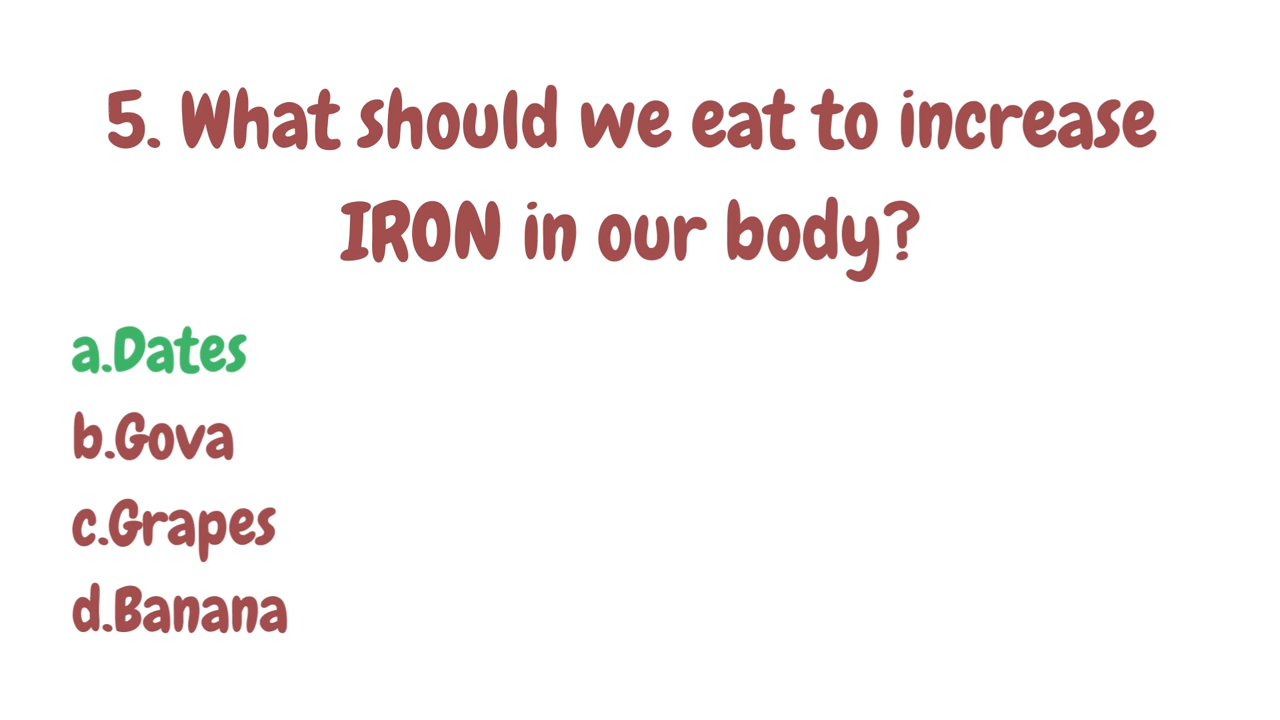 5. What should we eat to increase
IRON in our body?
a.Dates
b.Gova
c.Grapes
d.Banana